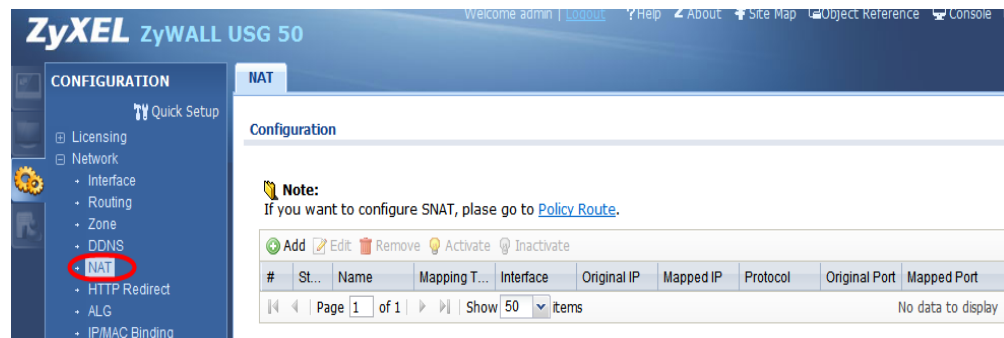 Welcome admin | Logout ?Help Z About Site Map Object Reference Console
ZyXEL ZyWALL USG 50
CONFIGURATION
Quick Setup
Licensing
Network
Interface
Routing
Zone
DDNS
NAT
HTTP Redirect
ALG
IP/MAC Binding
NAT
Configuration
Note:
If you want to configure SNAT, plase go to Policy Route.
Add Edit Remove Activate Inactivate
# St... Name Mapping T... Interface Original IP Mapped IP Protocol Original Port Mapped Port
Page 1 of 1 Show 50 items No data to display